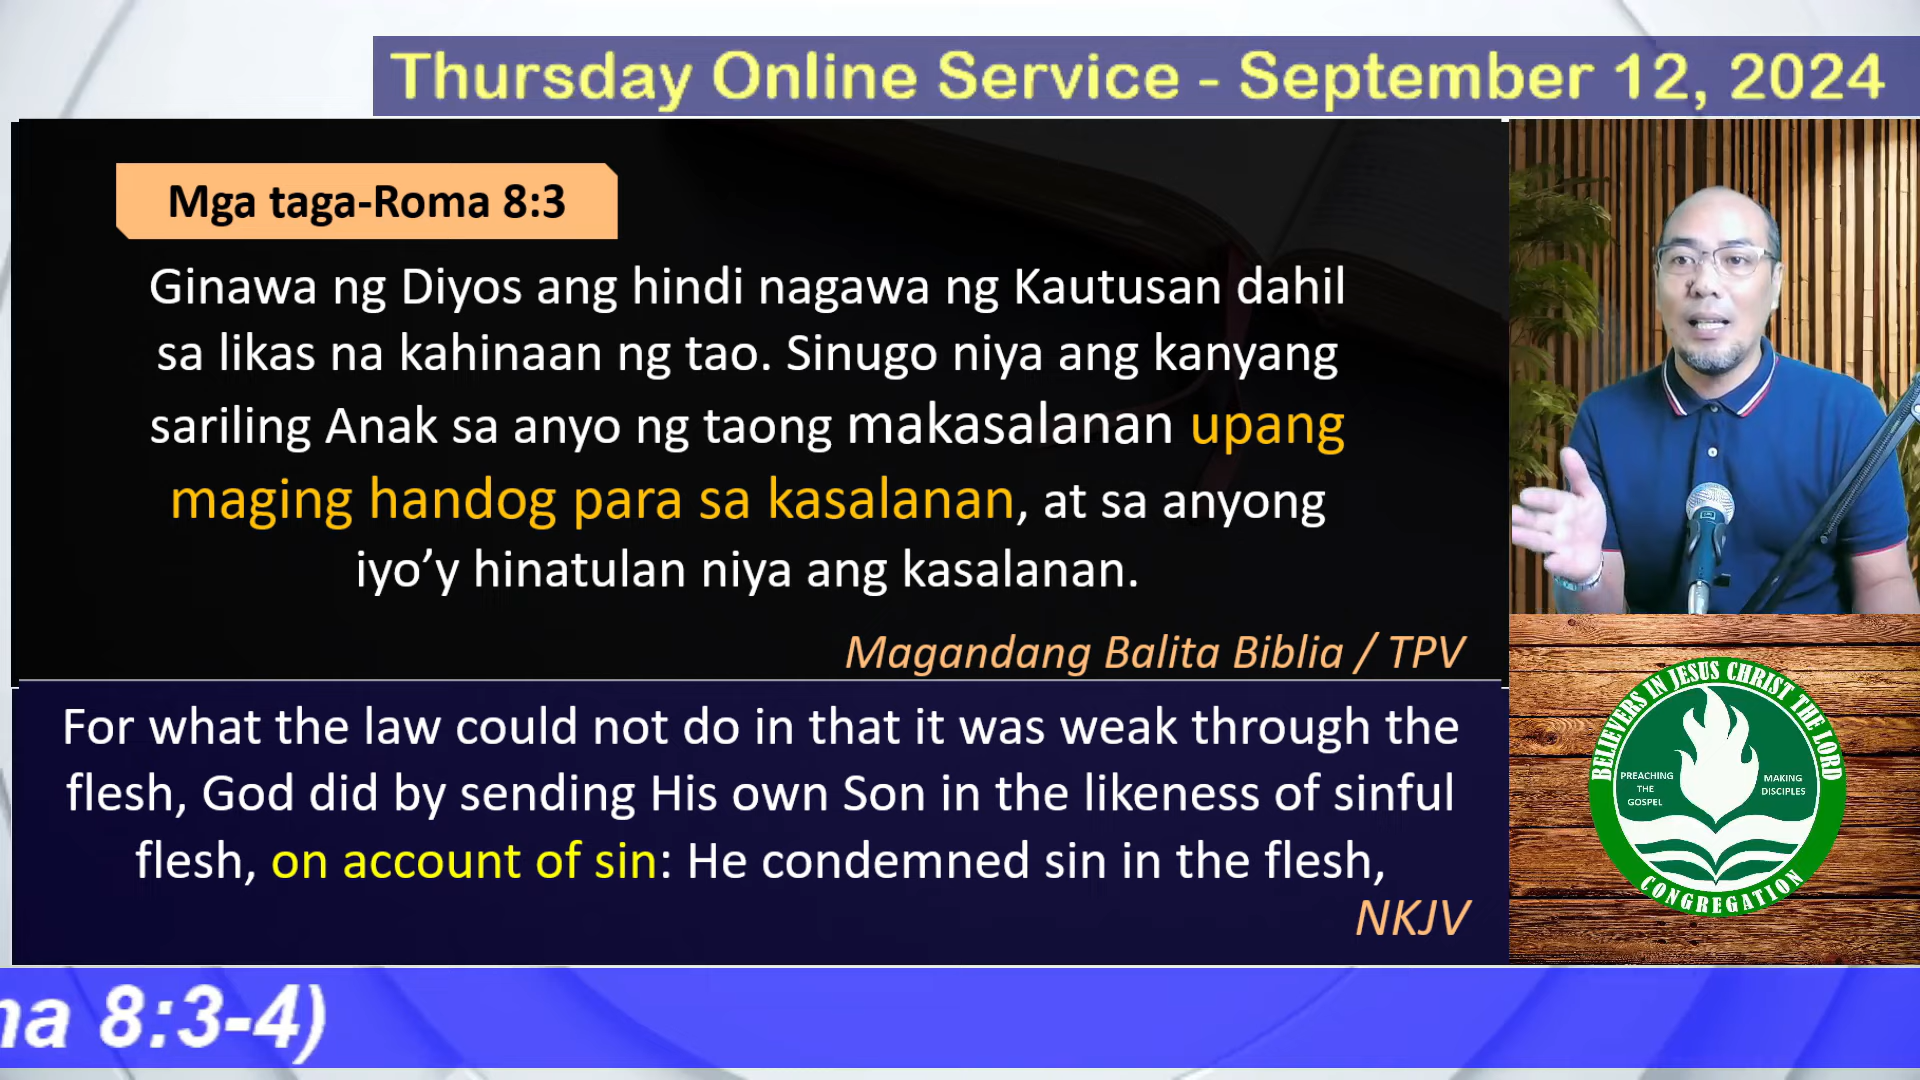 Thursday Online Service - September 12, 2024
Mga taga-Roma 8:3
Ginawa ng Diyos ang hindi nagawa ng Kautusan dahil
sa likas na kahinaan ng tao. Sinugo niya ang kanyang
sariling Anak sa anyo ng taong makasalanan upang
maging handog para sa kasalanan, at sa anyong
iyo’y hinatulan niya ang kasalanan.
Magandang Balita Biblia / TPV
For what the law could not do in that it was weak through the
flesh, God did by sending His own Son in the likeness of sinful
flesh, on account of sin: He condemned sin in the flesh,
NKJV
BELIEVERS IN JESUS CHRIST THE LORD
PREACHING
THE
GOSPEL
MAKING
DISCIPLES
CONGREGATION
ma 8:3-4)